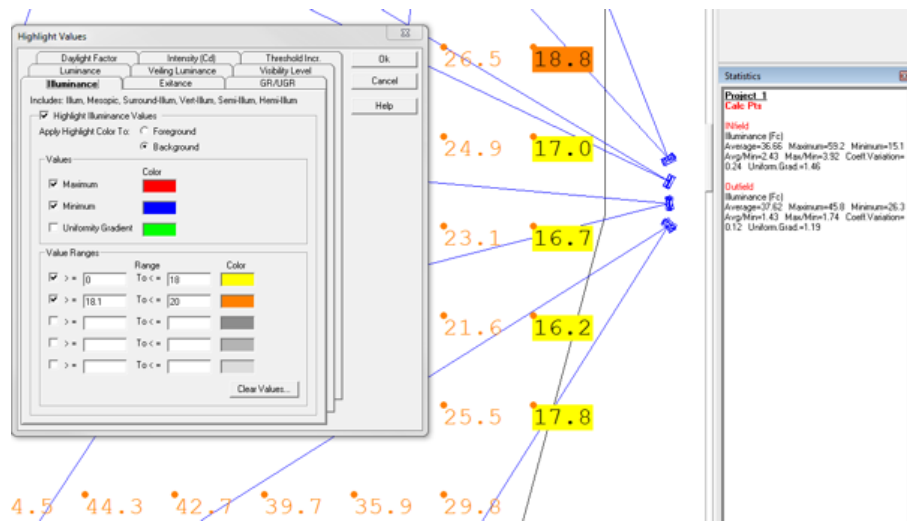 Highlight Values
Daylight Factor Intensity (Cd) Threshold Incr.
Luminance Veiling Luminance Visibility Level
Illuminance Exitance GR/UGR
Includes: Illum, Mesopic, Surround-Illum, Vert-Illum, Semi-Illum, Hemi-Illum
Highlight Illuminance Values
Apply Highlight Color To: Foreground
Background
Values
Color
Maximum
Minimum
Uniformity Gradient
Value Ranges
Range Color
>= 0 To <= 18
>= 18.1 To <= 20
>= To <=
>= To <=
>= To <=
Clear Values...
Ok
Cancel
Help
26.5 18.8
24.9 17.0
23.1 16.7
21.6 16.2
25.5 17.8
4.5 44.3 42.7 39.7 35.9 29.8
Statistics
Project_1
Calc Pts
INfield
Illuminance (Fc)
Average=36.66 Maximum=59.2 Minimum=15.1
Avg/Min=2.43 Max/Min=3.92 Coeff.Variation=
0.24 Uniform.Grad.=1.46
Outfield
Illuminance (Fc)
Average=37.62 Maximum=45.8 Minimum=26.3
Avg/Min=1.43 Max/Min=1.74 Coeff.Variation=
0.12 Uniform.Grad.=1.19